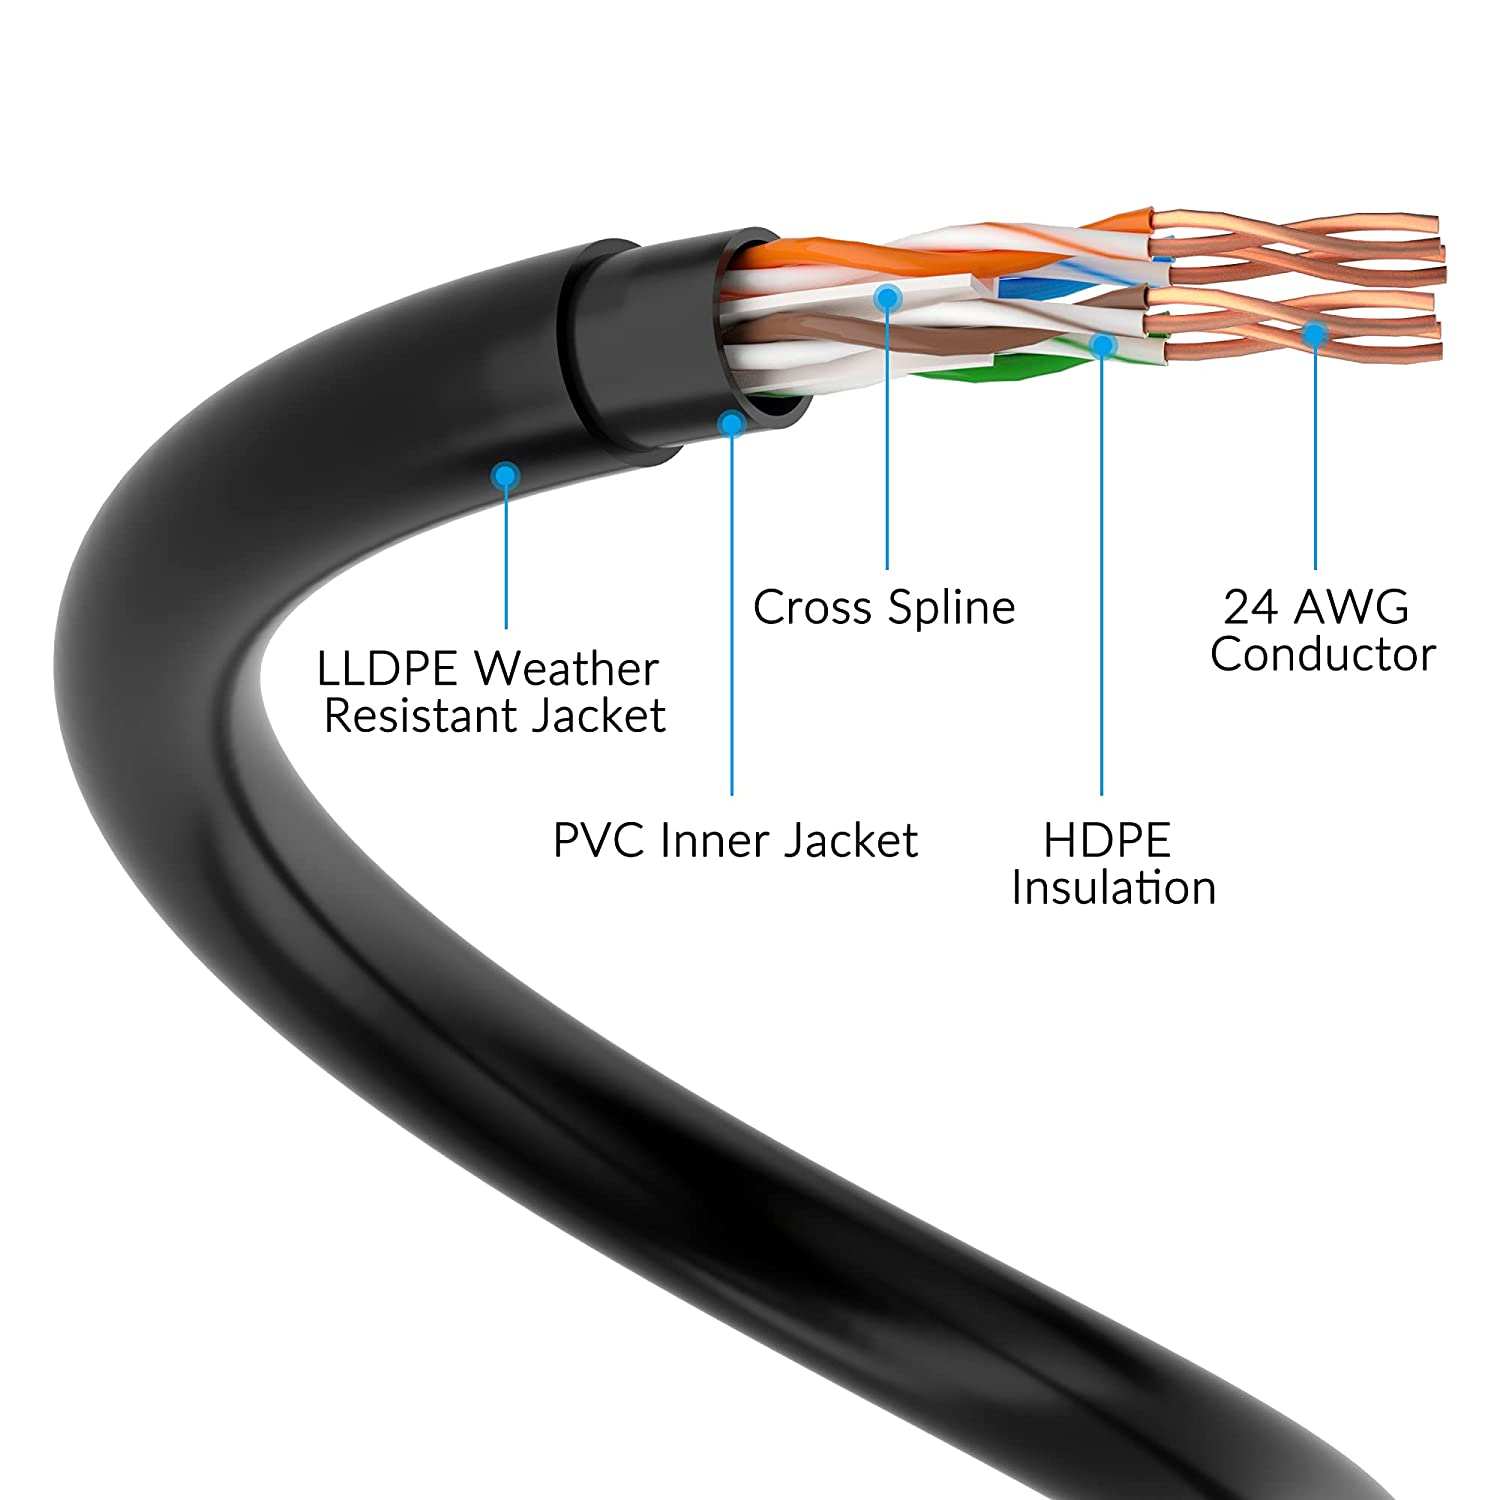 Cross Spline
24 AWG
Conductor
LLDPE Weather
Resistant Jacket
PVC Inner Jacket
HDPE
Insulation